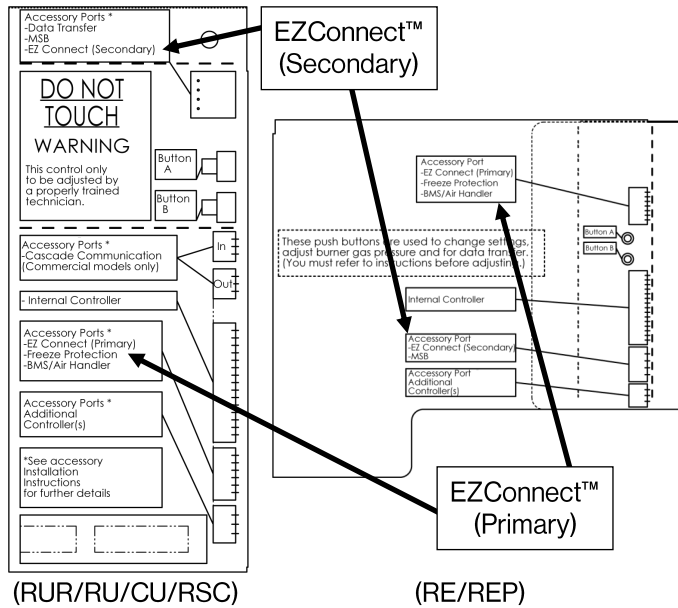 Accessory Ports *
-Data Transfer
-MSB
-EZ Connect (Secondary)
DO NOT
TOUCH
WARNING
This control only
to be adjusted by
a properly trained
technician.
Button
A
Button
B
Accessory Ports *
-Cascade Communication
(Commercial models only)
In
Out
- Internal Controller
Accessory Ports *
-EZ Connect (Primary)
-Freeze Protection
-BMS/Air Handler
Accessory Ports *
Additional
Controller(s)
*See accessory
Installation
Instructions
for further details
(RUR/RU/CU/RSC)
EZConnect™
(Secondary)
Accessory Port
-EZ Connect (Primary)
-Freeze Protection
-BMS/Air Handler
Button A
Button B
These push buttons are used to change settings,
adjust burner gas pressure and for data transfer.
(You must refer to instructions before adjusting.)
Internal Controller
Accessory Port
-EZ Connect (Secondary)
-MSB
Accessory Port
Additional
Controller(s)
EZConnect™
(Primary)
(RE/REP)